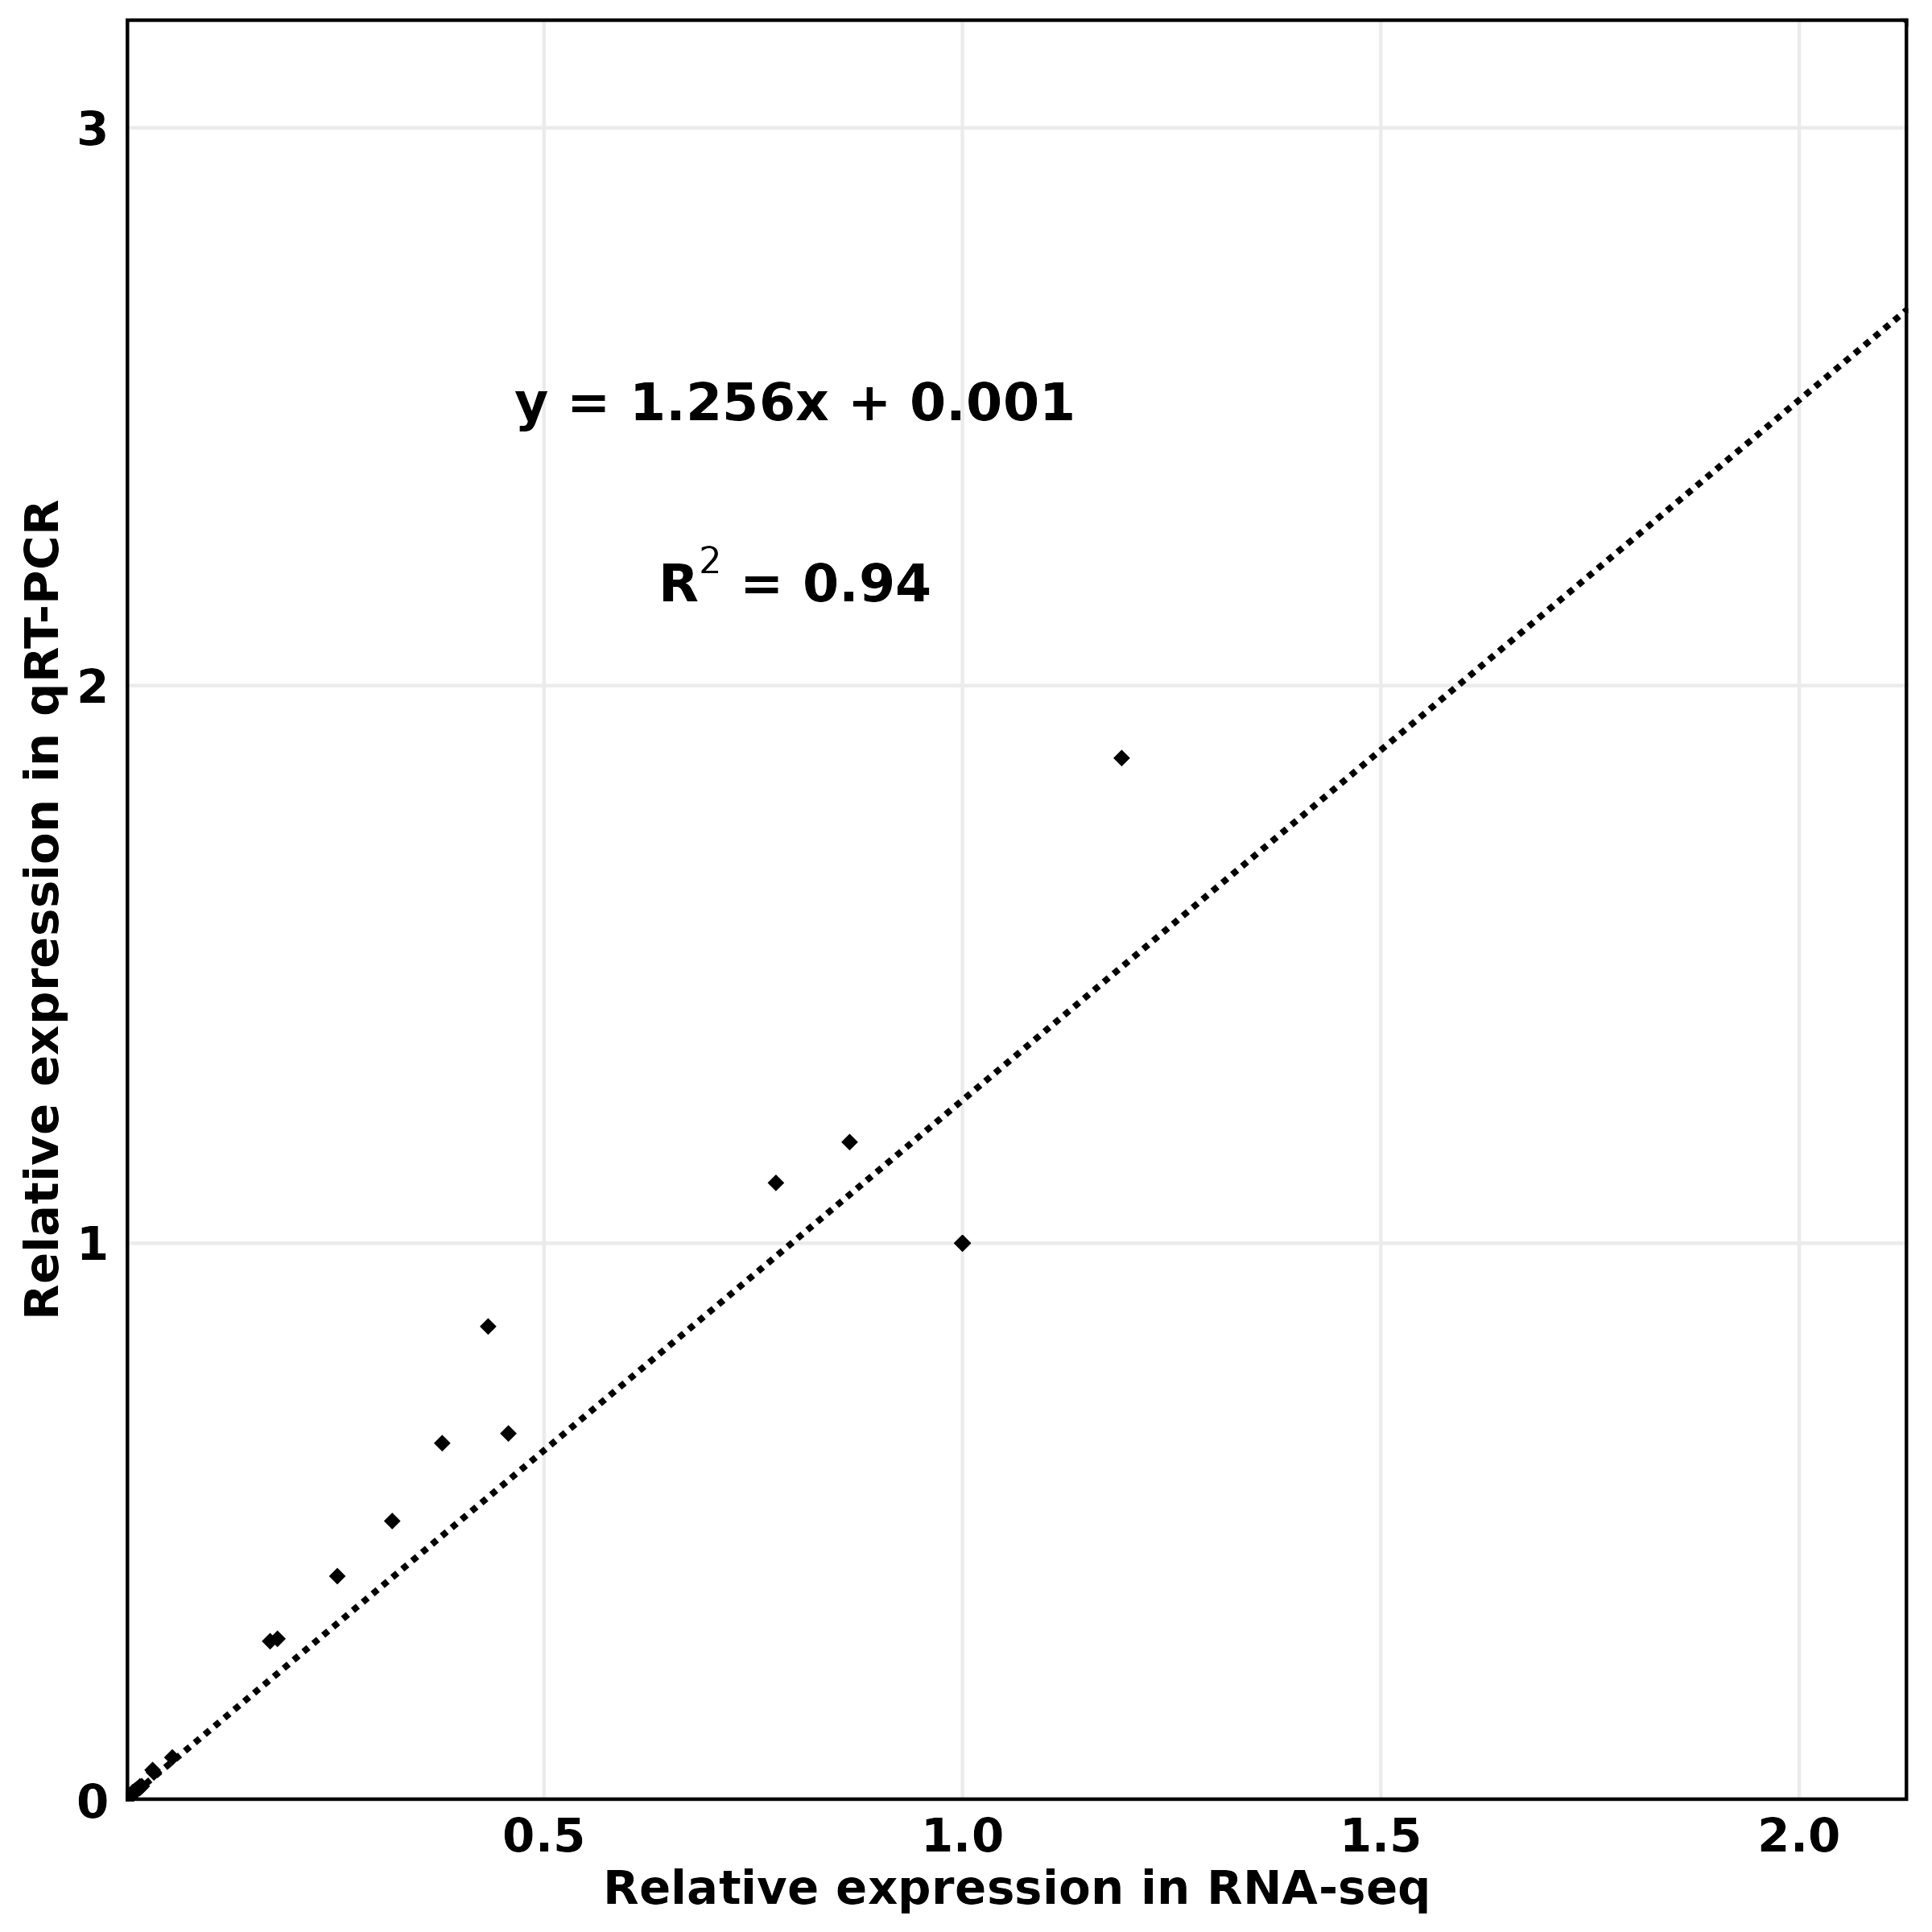 3
y = 1.256x + 0.001
R² = 0.94
2
Relative expression in qRT-PCR
1
0
0.5 1.0 1.5 2.0
Relative expression in RNA-seq